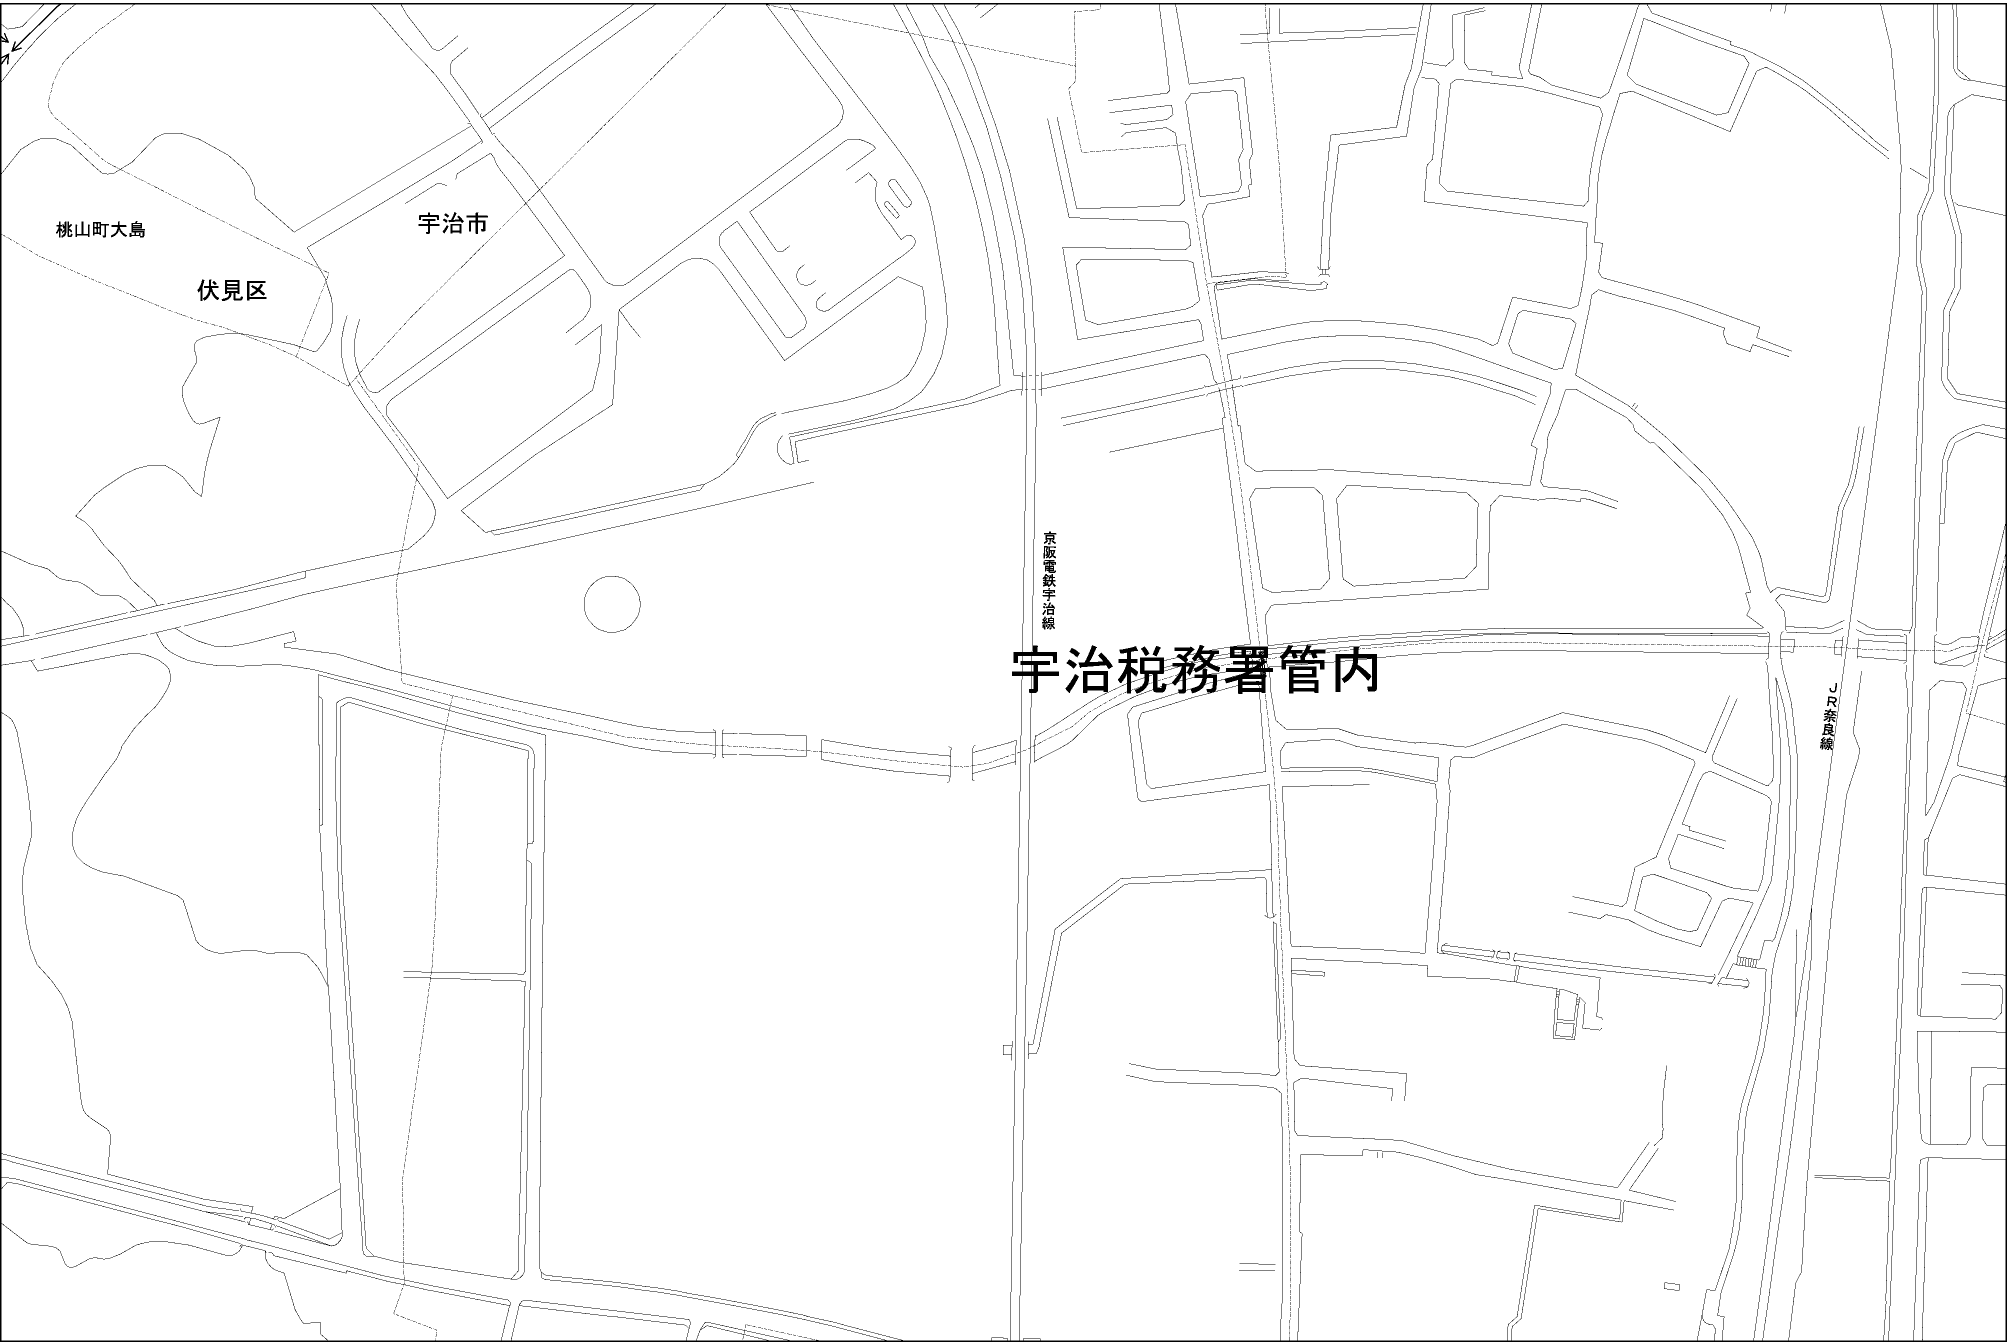 宇治市
桃山町大島
伏見区
京阪電鉄宇治線
宇治税務署管内
JR奈良線